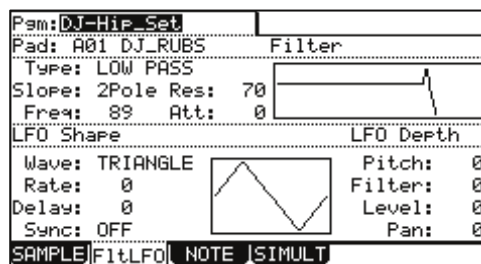 Pgm:DJ-Hip_Set
Pad: A01 DJ_RUBS Filter
Type: LOW PASS
Slope: 2Pole Res: 70
Freq: 89 Att: 0
LFO Shape LFO Depth
Wave: TRIANGLE Pitch: 0
Rate: 0 Filter: 0
Delay: 0 Level: 0
Sync: OFF Pan: 0
SAMPLE FltLFO NOTE SIMULT